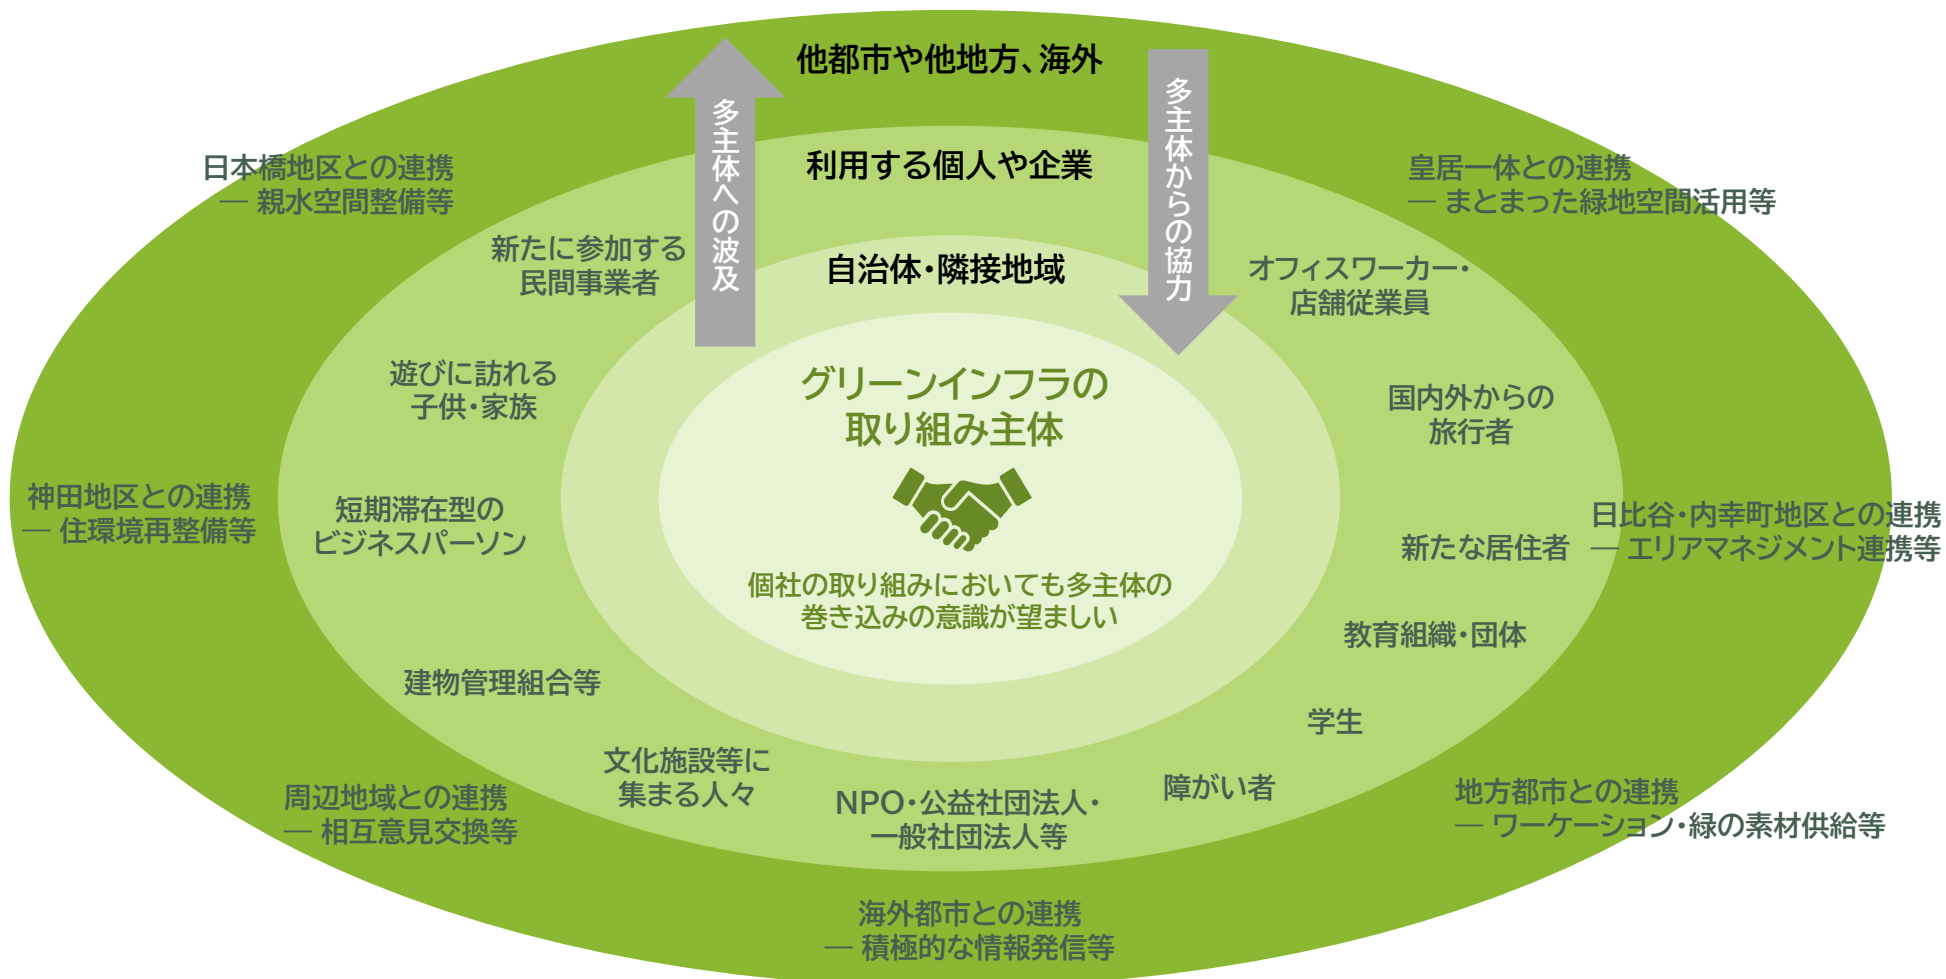 他都市や他地方、海外
多主体への波及
多主体からの協力
利用する個人や企業
日本橋地区との連携
― 親水空間整備等
皇居一体との連携
― まとまった緑地空間活用等
新たに参加する
民間事業者
自治体・隣接地域
オフィスワーカー・
店舗従業員
遊びに訪れる
子供・家族
グリーンインフラの
取り組み主体
国内外からの
旅行者
神田地区との連携
― 住環境再整備等
短期滞在型の
ビジネスパーソン
日比谷・内幸町地区との連携
― エリアマネジメント連携等
新たな居住者
個社の取り組みにおいても多主体の
巻き込みの意識が望ましい
教育組織・団体
建物管理組合等
学生
文化施設等に
集まる人々
障がい者
NPO・公益社団法人・
一般社団法人等
周辺地域との連携
― 相互意見交換等
地方都市との連携
― ワーケーション・緑の素材供給等
海外都市との連携
― 積極的な情報発信等